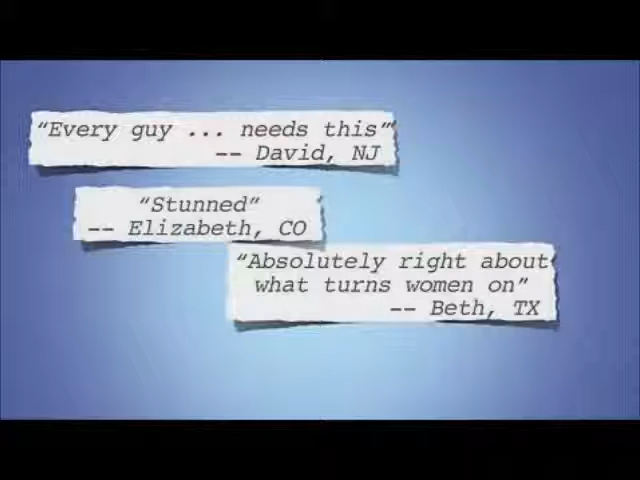 “Every guy ... needs this”
-- David, NJ
“Stunned”
-- Elizabeth, CO
“Absolutely right about
what turns women on”
-- Beth, TX